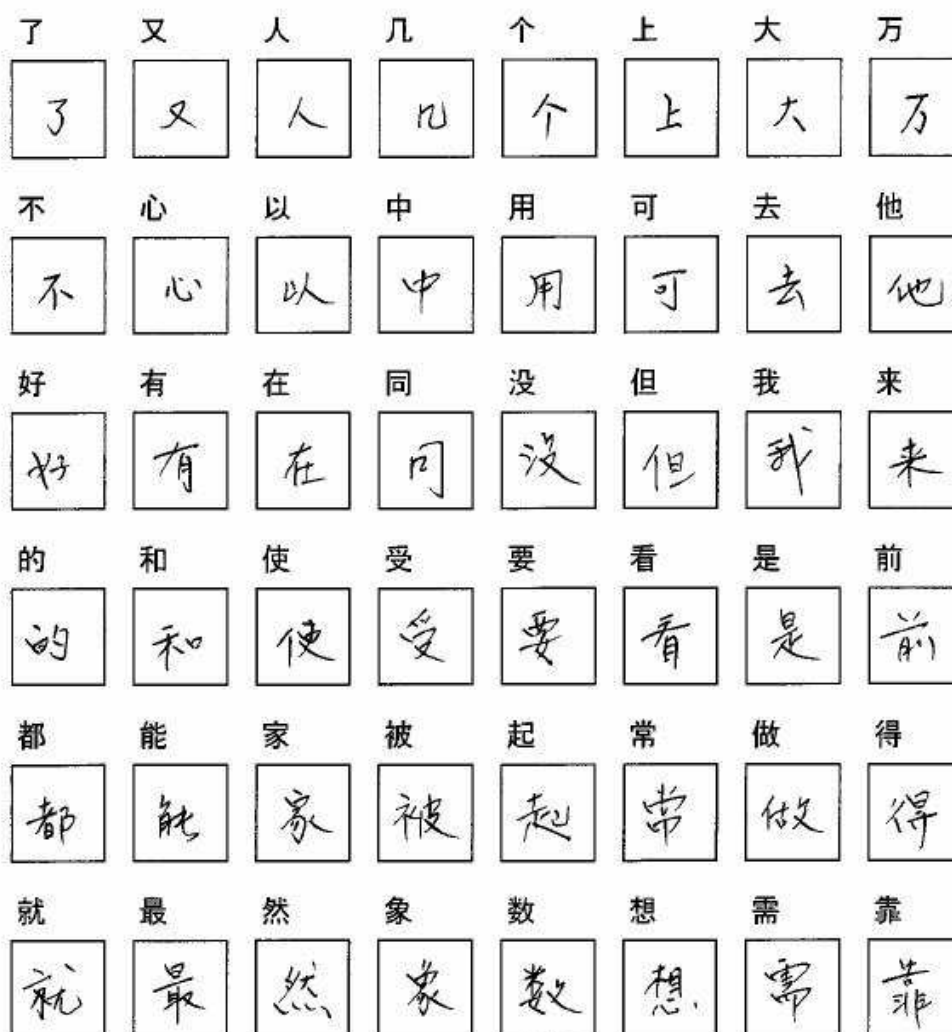 了 又 人 几 个 上 大 万
了 又 人 几 个 上 大 万
不 心 以 中 用 可 去 他
不 心 以 中 用 可 去 他
好 有 在 同 没 但 我 来
好 有 在 同 没 但 我 来
的 和 使 受 要 看 是 前
的 和 使 受 要 看 是 前
都 能 家 被 起 常 做 得
都 能 家 被 起 常 做 得
就 最 然 象 数 想 需 靠
就 最 然 象 数 想 需 靠